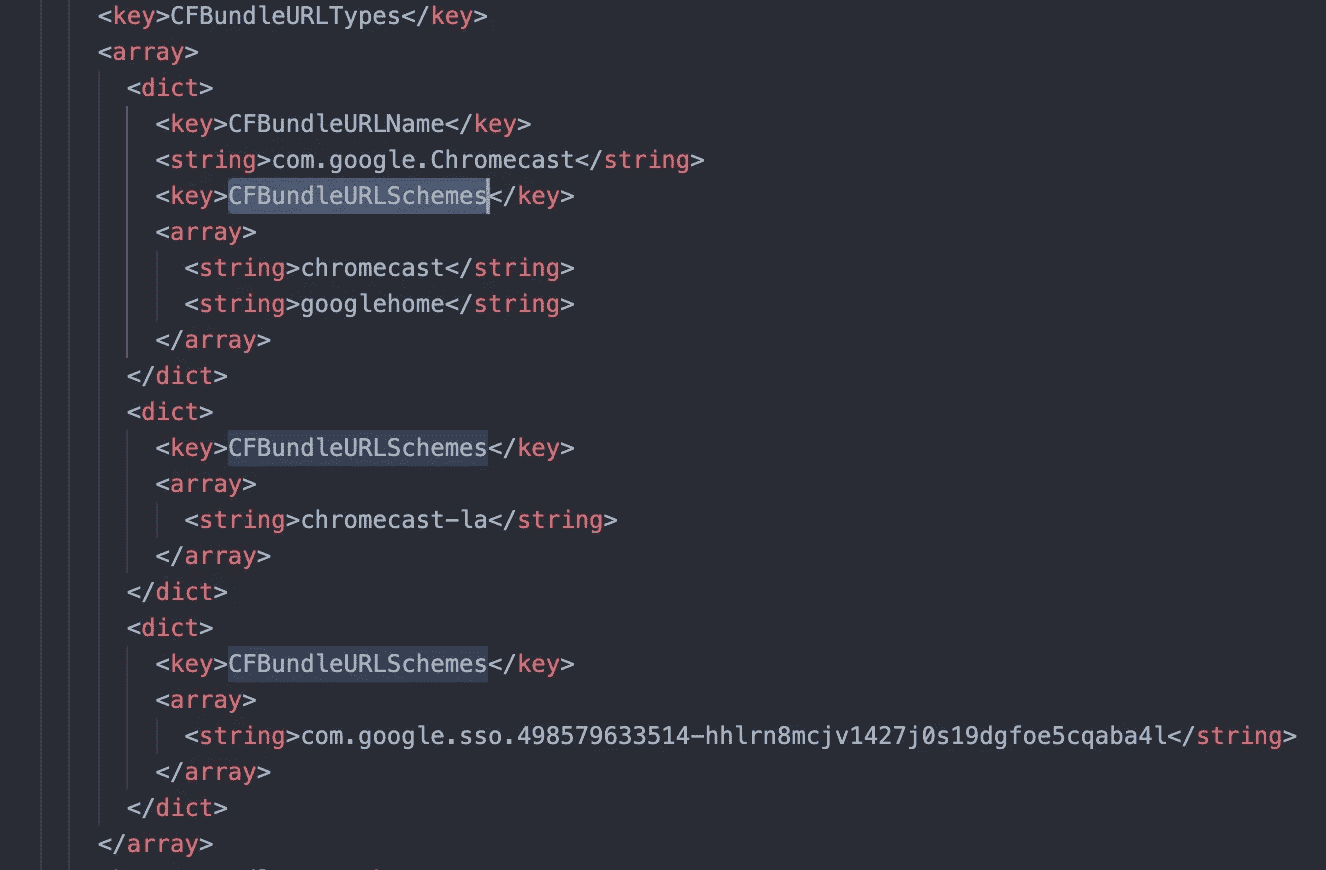 <key>CFBundleURLTypes</key>
<array>
<dict>
<key>CFBundleURLName</key>
<string>com.google.Chromecast</string>
<key>CFBundleURLSchemes</key>
<array>
<string>chromecast</string>
<string>googlehome</string>
</array>
</dict>
<dict>
<key>CFBundleURLSchemes</key>
<array>
<string>chromecast-la</string>
</array>
</dict>
<dict>
<key>CFBundleURLSchemes</key>
<array>
<string>com.google.sso.498579633514-hhlrn8mcjv1427j0s19dgfoe5cqaba4l</string>
</array>
</dict>
</array>